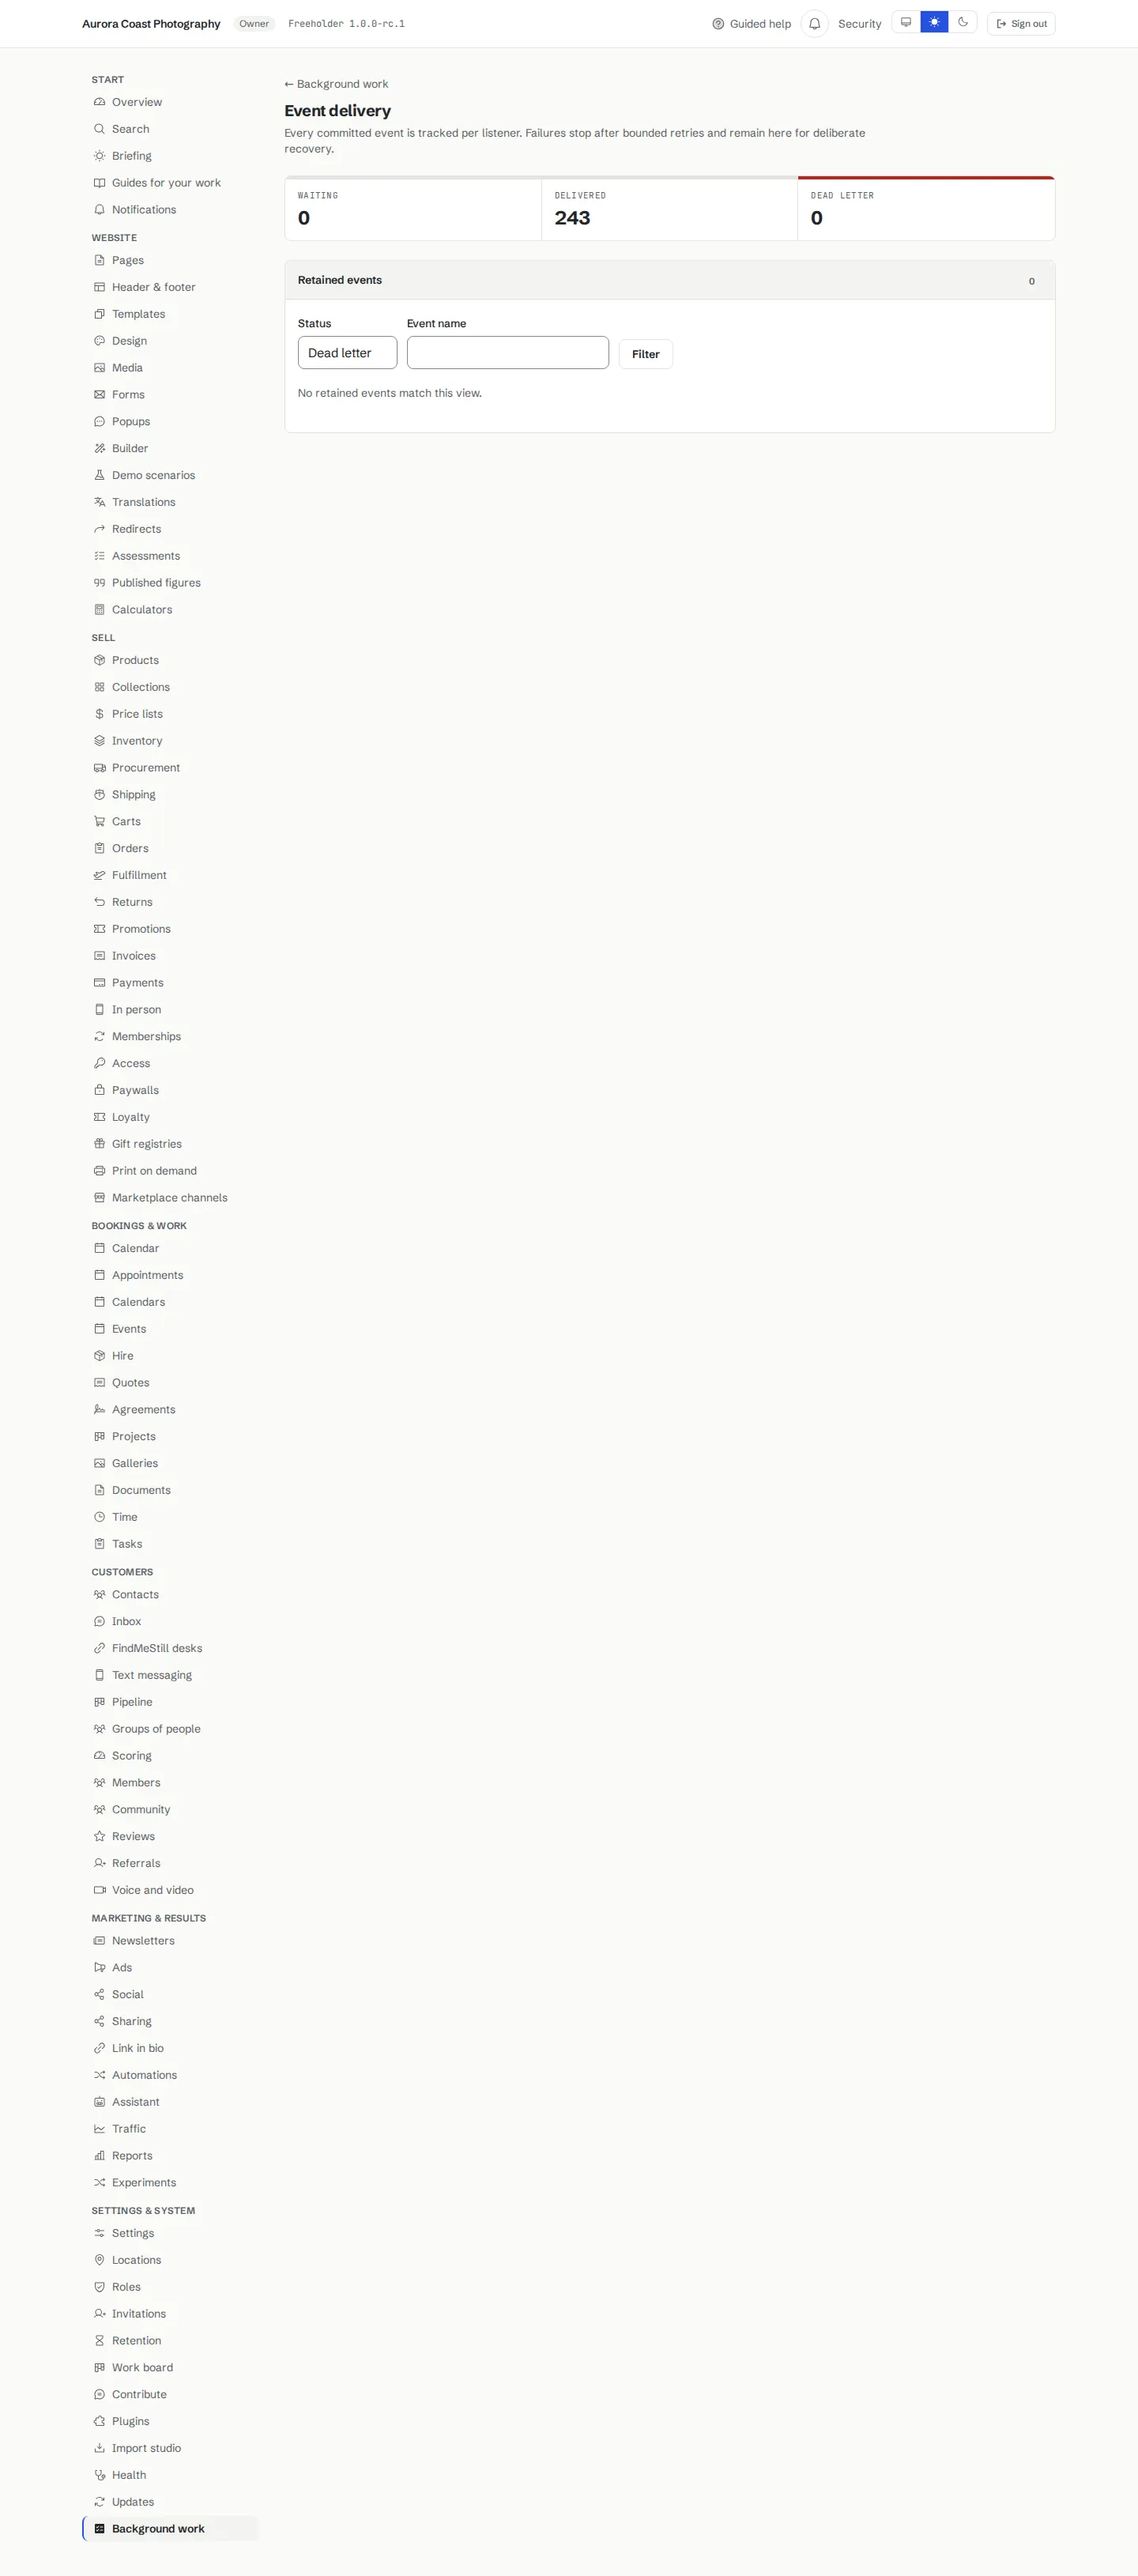 Aurora Coast Photography Owner Freeholder 1.0.0-rc.1 Guided help Security Sign out
START
Overview
Search
Briefing
Guides for your work
Notifications
WEBSITE
Pages
Header & footer
Templates
Design
Media
Forms
Popups
Builder
Demo scenarios
Translations
Redirects
Assessments
Published figures
Calculators
SELL
Products
Collections
Price lists
Inventory
Procurement
Shipping
Carts
Orders
Fulfillment
Returns
Promotions
Invoices
Payments
In person
Memberships
Access
Paywalls
Loyalty
Gift registries
Print on demand
Marketplace channels
BOOKINGS & WORK
Calendar
Appointments
Calendars
Events
Hire
Quotes
Agreements
Projects
Galleries
Documents
Time
Tasks
CUSTOMERS
Contacts
Inbox
FindMeStill desks
Text messaging
Pipeline
Groups of people
Scoring
Members
Community
Reviews
Referrals
Voice and video
MARKETING & RESULTS
Newsletters
Ads
Social
Sharing
Link in bio
Automations
Assistant
Traffic
Reports
Experiments
SETTINGS & SYSTEM
Settings
Locations
Roles
Invitations
Retention
Work board
Contribute
Plugins
Import studio
Health
Updates
Background work
← Background work
Event delivery
Every committed event is tracked per listener. Failures stop after bounded retries and remain here for deliberate
recovery.
WAITING DELIVERED DEAD LETTER
0 243 0
Retained events 0
Status Event name
Dead letter Filter
No retained events match this view.